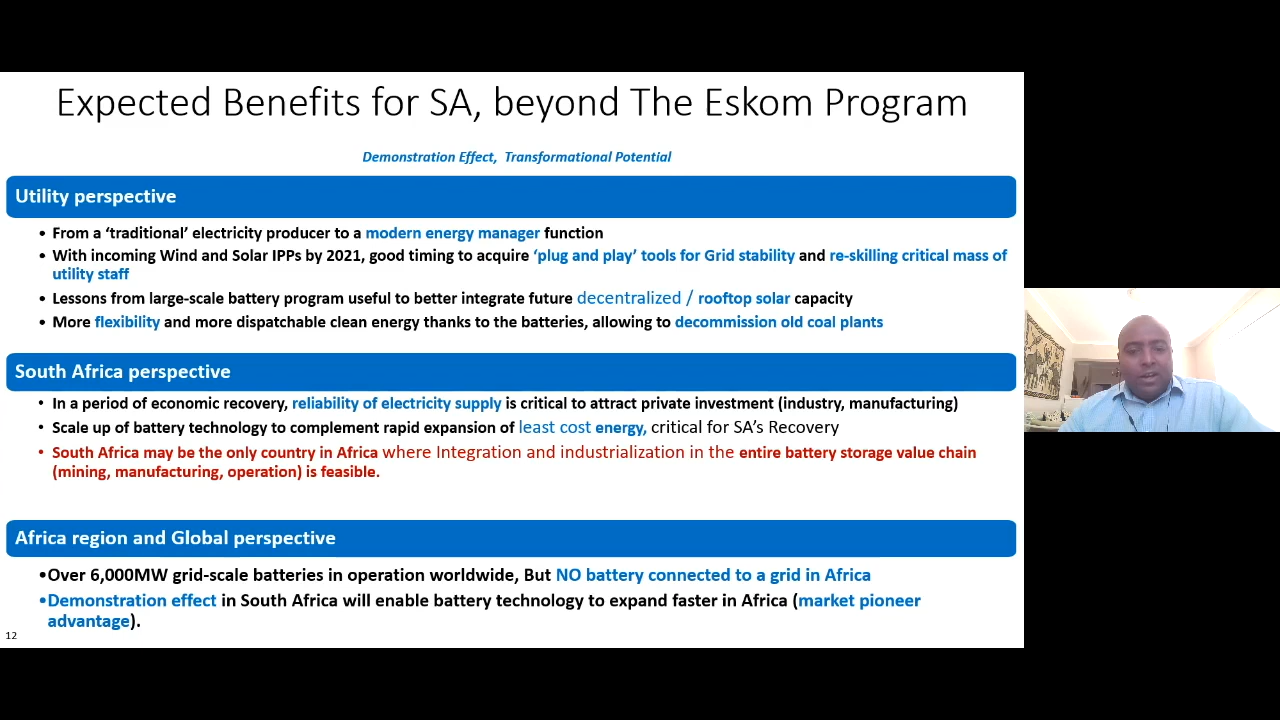 Expected Benefits for SA, beyond The Eskom Program
Demonstration Effect, Transformational Potential
Utility perspective
• From a ‘traditional’ electricity producer to a modern energy manager function
• With incoming Wind and Solar IPPs by 2021, good timing to acquire ‘plug and play’ tools for Grid stability and re-skilling critical mass of
utility staff
• Lessons from large-scale battery program useful to better integrate future decentralized / rooftop solar capacity
• More flexibility and more dispatchable clean energy thanks to the batteries, allowing to decommission old coal plants
South Africa perspective
• In a period of economic recovery, reliability of electricity supply is critical to attract private investment (industry, manufacturing)
• Scale up of battery technology to complement rapid expansion of least cost energy, critical for SA’s Recovery
• South Africa may be the only country in Africa where Integration and industrialization in the entire battery storage value chain
(mining, manufacturing, operation) is feasible.
Africa region and Global perspective
•Over 6,000MW grid-scale batteries in operation worldwide, But NO battery connected to a grid in Africa
•Demonstration effect in South Africa will enable battery technology to expand faster in Africa (market pioneer
advantage).
12